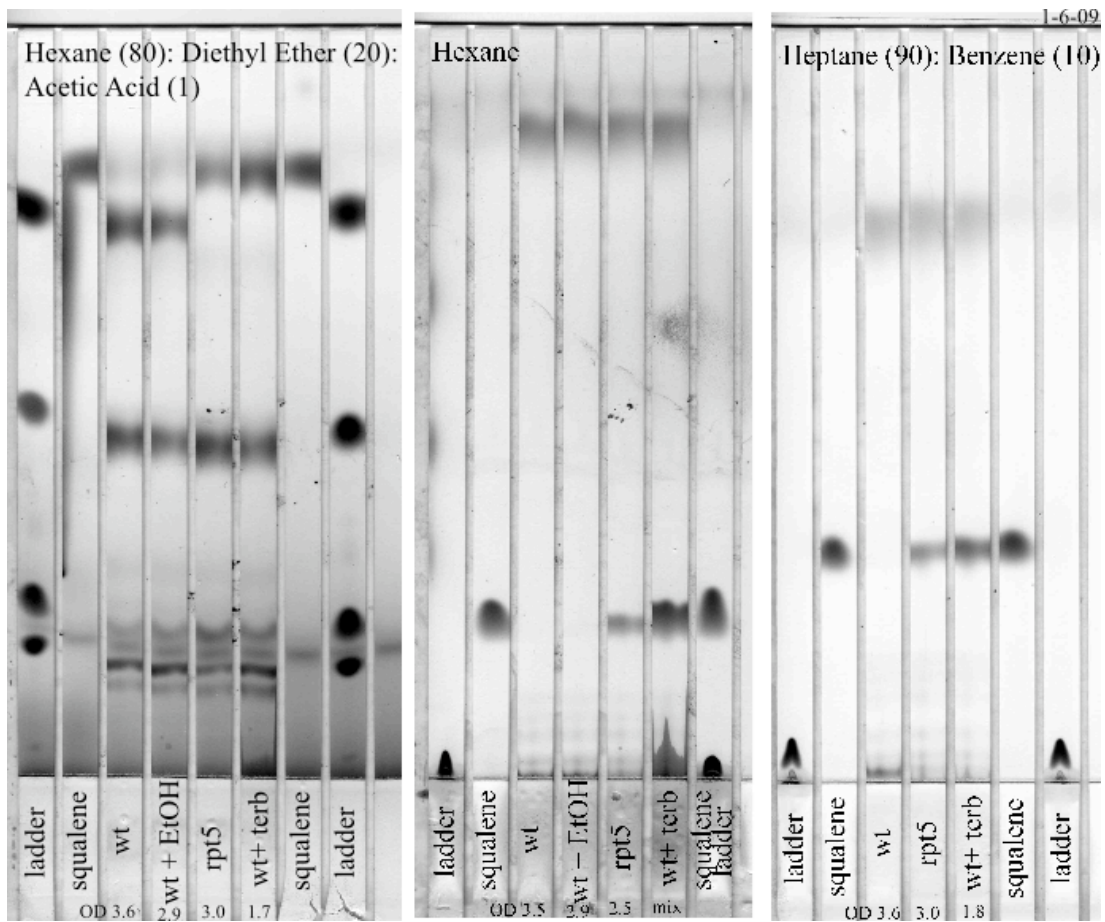 1-6-09
Hexane (80): Diethyl Ether (20):
Acetic Acid (1)
Hexane
Heptane (90): Benzene (10)
ladder
squalene
wt
wt + EtOH
rpt5
wt+ terb
squalene
ladder
OD 3.6 2.9 3.0 1.7
ladder
squalene
wt
wt – EtOH
rpt5
wt+ terb
squalene
ladder
OD 3.5 2.9 2.5 mix
ladder
squalene
wt
rpt5
wt+ terb
squalene
ladder
OD 3.6 3.0 1.8